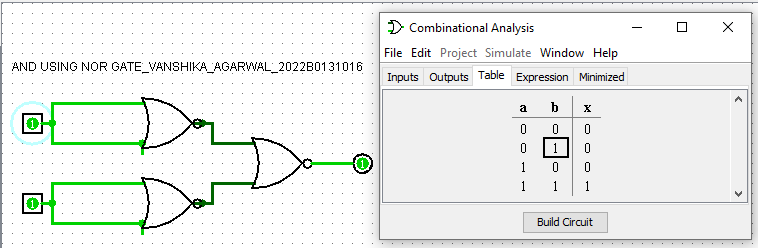 AND USING NOR GATE_VANSHIKA_AGARWAL_2022B0131016
1
1
1
Combinational Analysis
File Edit Project Simulate Window Help
Inputs Outputs Table Expression Minimized
a b x
0 0 0
0 1 0
1 0 0
1 1 1
Build Circuit